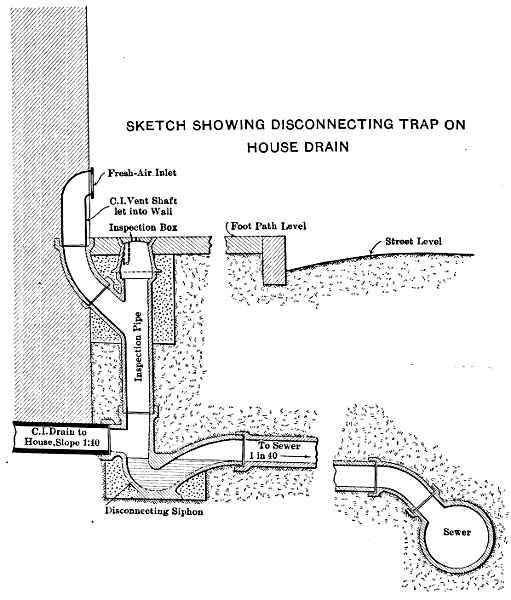 SKETCH SHOWING DISCONNECTING TRAP ON
HOUSE DRAIN
Fresh-Air Inlet
C.I.Vent Shaft
let into Wall
Inspection Box
Foot Path Level
Street Level
Inspection Pipe
C.I.Drain to
House,Slope 1:40
To Sewer
1 in 40
Disconnecting Siphon
Sewer